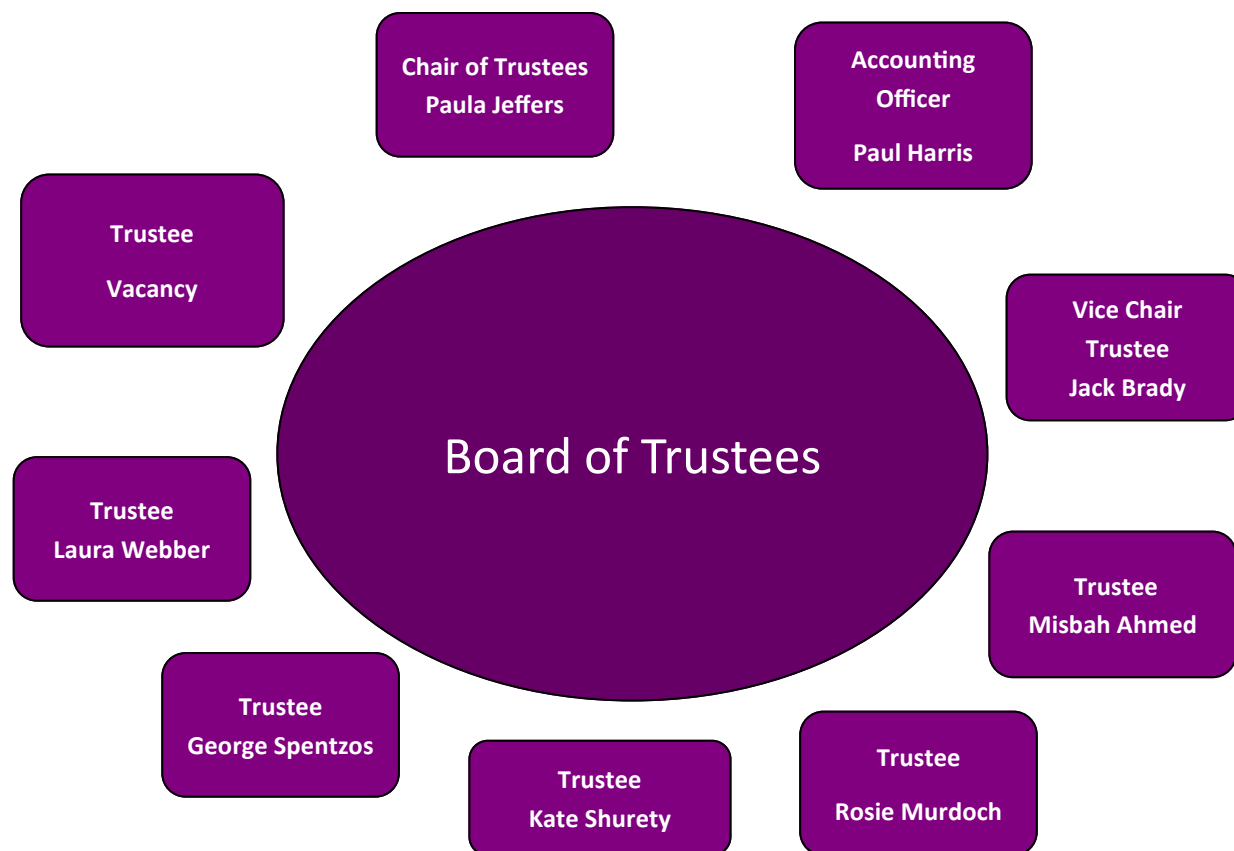 Chair of Trustees
Paula Jeffers
Accounting
Officer
Paul Harris
Trustee
Vacancy
Vice Chair
Trustee
Jack Brady
Board of Trustees
Trustee
Laura Webber
Trustee
Misbah Ahmed
Trustee
George Spentzos
Trustee
Kate Shurety
Trustee
Rosie Murdoch